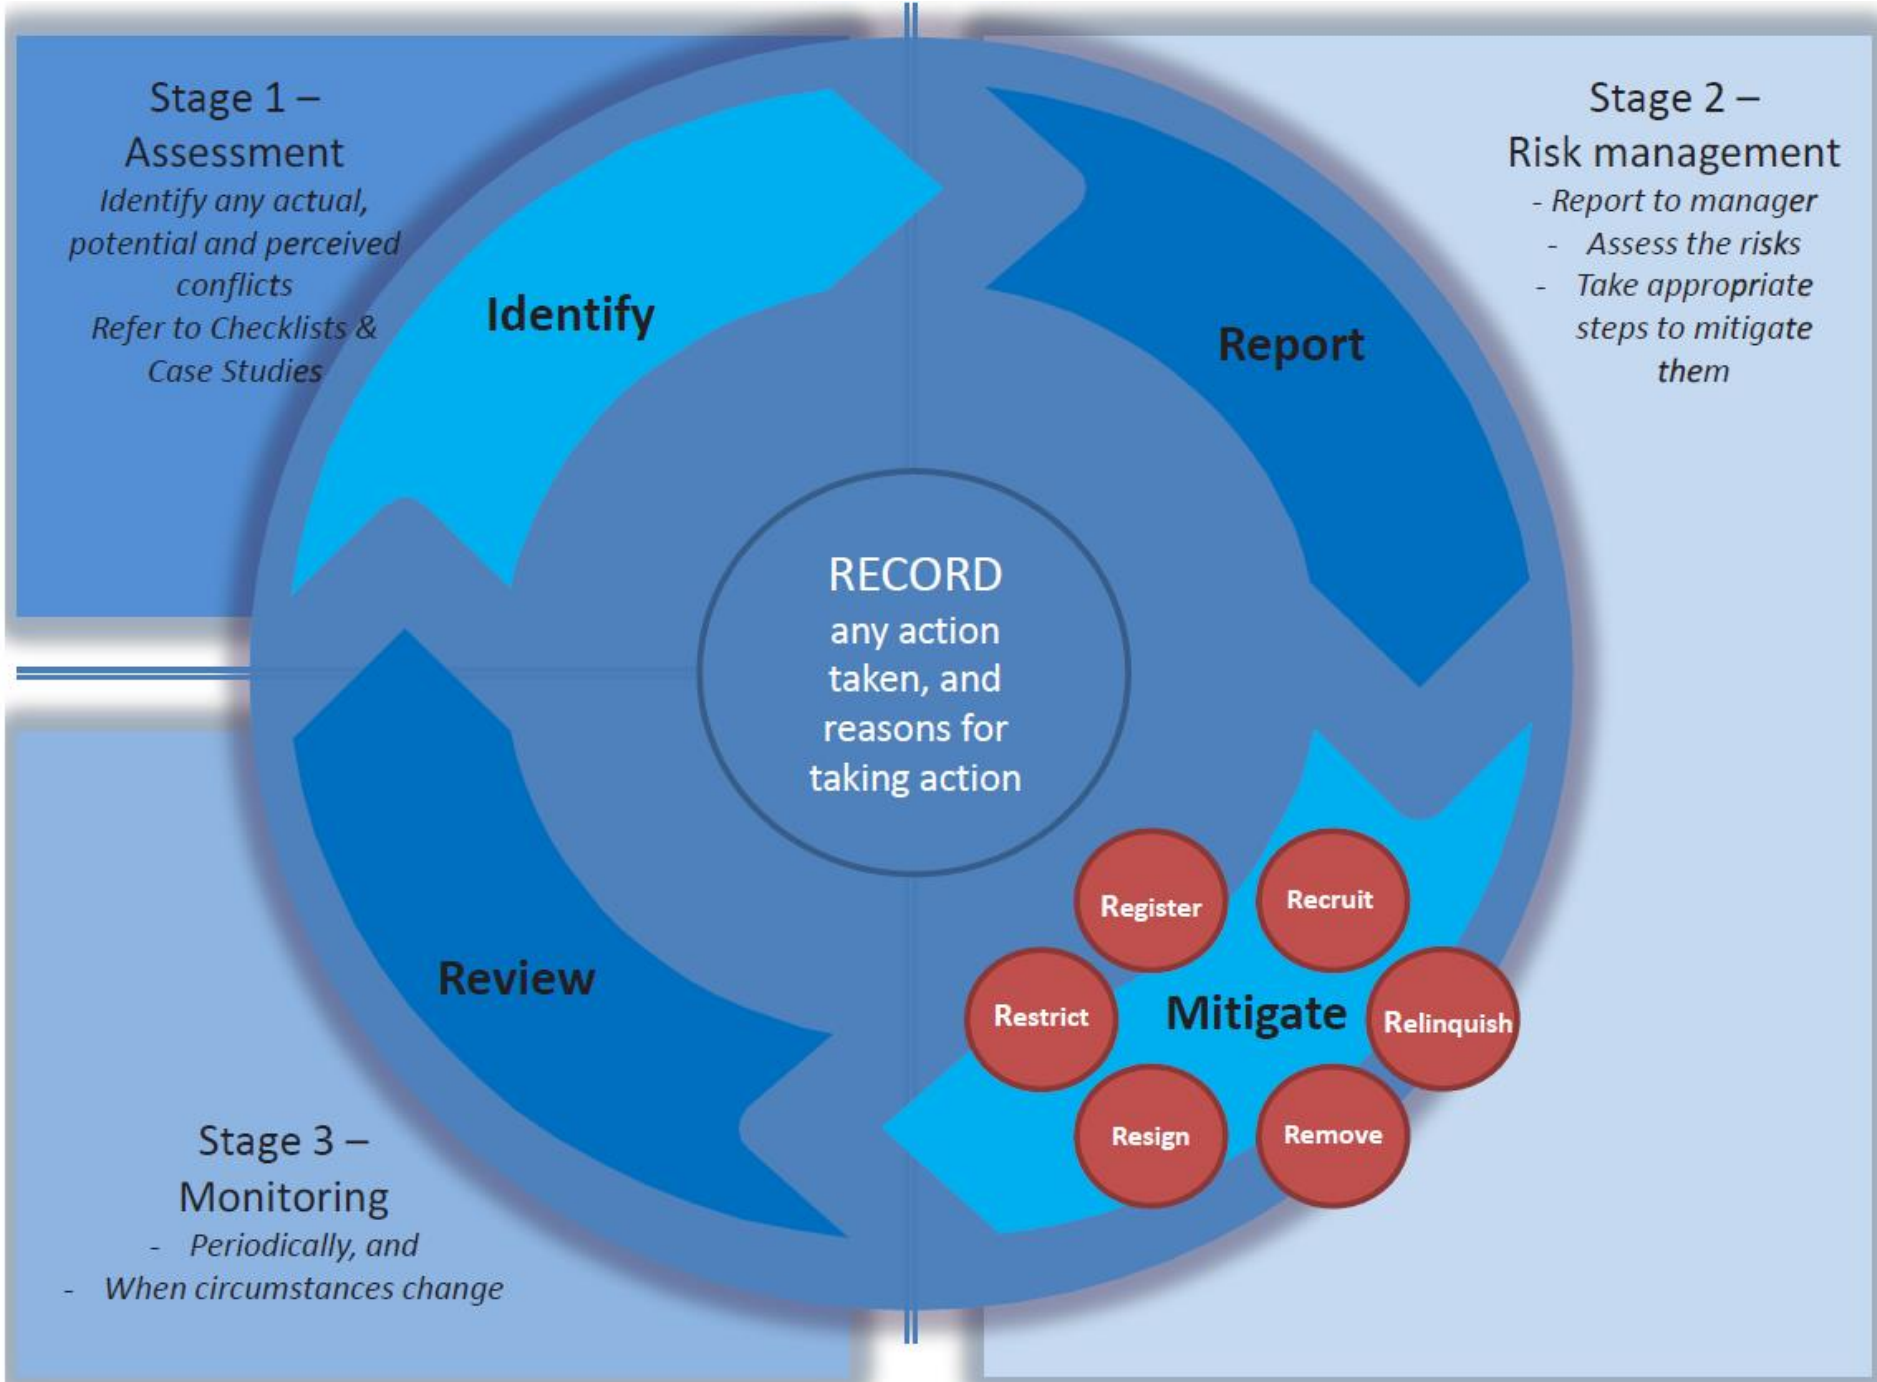 Stage 1 –
Assessment
Identify any actual,
potential and perceived
conflicts
Refer to Checklists &
Case Studies
Stage 2 –
Risk management
- Report to manager
- Assess the risks
- Take appropriate
steps to mitigate
them
Identify
Report
RECORD
any action
taken, and
reasons for
taking action
Register
Recruit
Restrict
Mitigate
Relinquish
Resign
Remove
Review
Stage 3 –
Monitoring
- Periodically, and
- When circumstances change